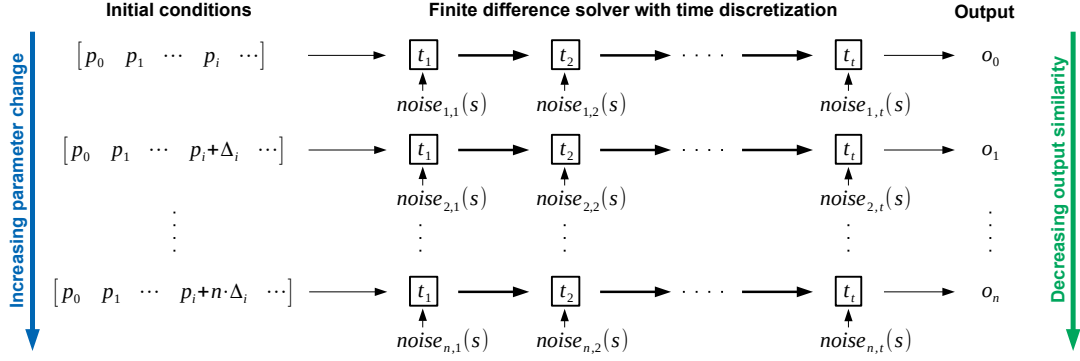 Initial conditions Finite difference solver with time discretization Output
[p₀ p₁ ⋯ pᵢ ⋯] t₁ t₂ · · · · tₜ o₀
noise₁,₁(s) noise₁,₂(s) noise₁,ₜ(s)
[p₀ p₁ ⋯ pᵢ+Δᵢ ⋯] t₁ t₂ · · · · tₜ o₁
noise₂,₁(s) noise₂,₂(s) noise₂,ₜ(s)
[p₀ p₁ ⋯ pᵢ+n·Δᵢ ⋯] t₁ t₂ · · · · tₜ oₙ
noiseₙ,₁(s) noiseₙ,₂(s) noiseₙ,ₜ(s)
Increasing parameter change
Decreasing output similarity